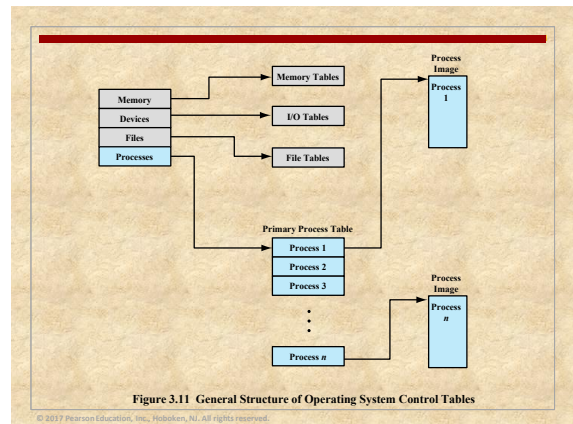 Process
Image
Memory Tables
Process
1
Memory
Devices
I/O Tables
Files
Processes
File Tables
Primary Process Table
Process 1
Process 2
Process 3
Process
Image
Process
n
Process n
Figure 3.11 General Structure of Operating System Control Tables
© 2017 Pearson Education, Inc., Hoboken, NJ. All rights reserved.